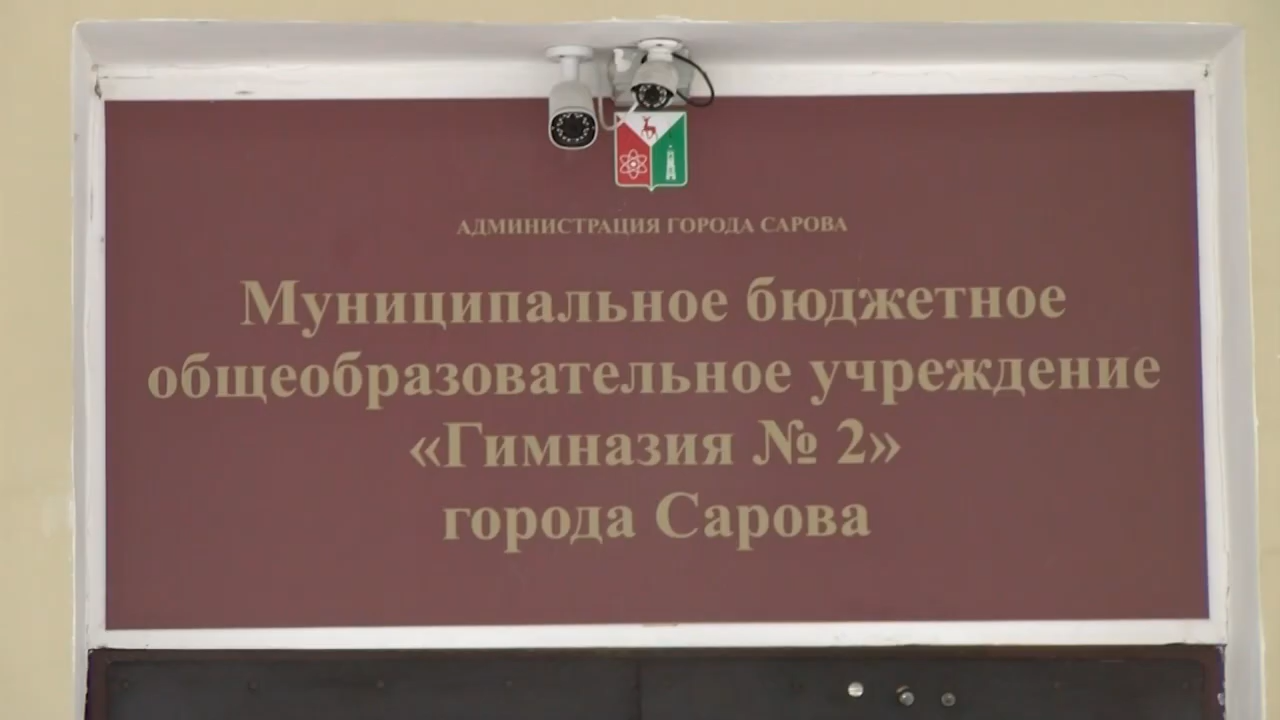 АДМИНИСТРАЦИЯ ГОРОДА САРОВА
Муниципальное бюджетное
общеобразовательное учреждение
«Гимназия № 2»
города Сарова